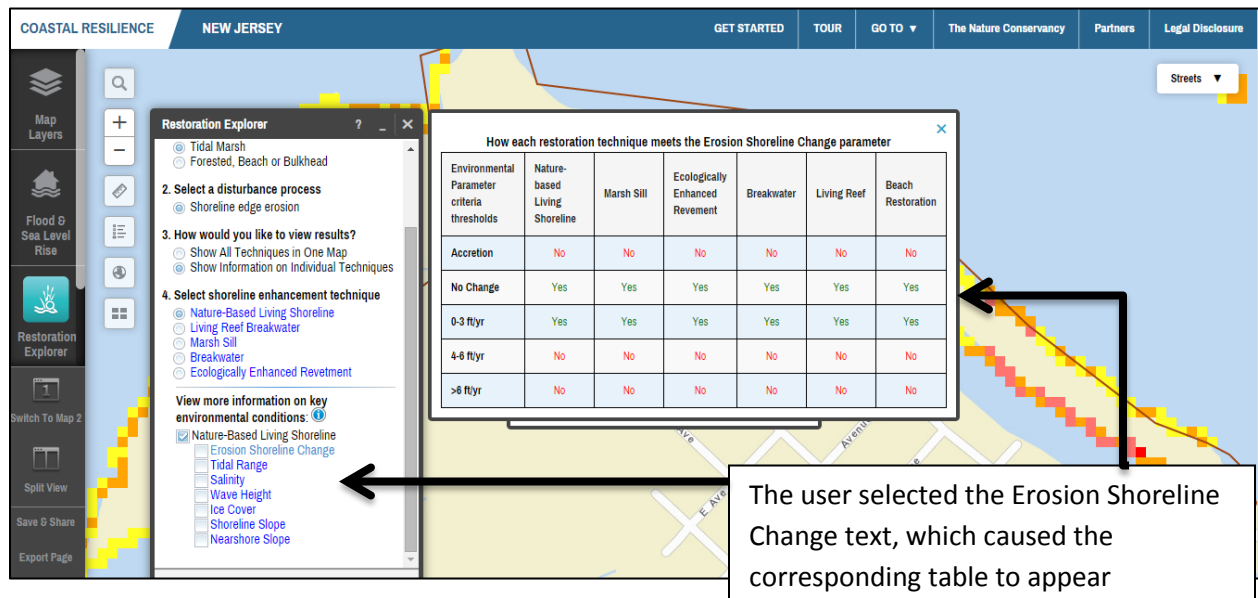 COASTAL RESILIENCE
NEW JERSEY
GET STARTED
TOUR
GO TO ▼
The Nature Conservancy
Partners
Legal Disclosure
Map
Layers
Flood &
Sea Level
Rise
Restoration
Explorer
1
Switch To Map 2
Split View
Save & Share
Export Page
+
−
Streets ▼
Restoration Explorer ? _ ×
Tidal Marsh
Forested, Beach or Bulkhead
2. Select a disturbance process
Shoreline edge erosion
3. How would you like to view results?
Show All Techniques in One Map
Show Information on Individual Techniques
4. Select shoreline enhancement technique
Nature-Based Living Shoreline
Living Reef Breakwater
Marsh Sill
Breakwater
Ecologically Enhanced Revetment
View more information on key
environmental conditions:
Nature-Based Living Shoreline
Erosion Shoreline Change
Tidal Range
Salinity
Wave Height
Ice Cover
Shoreline Slope
Nearshore Slope
×
How each restoration technique meets the Erosion Shoreline Change parameter
Environmental
Parameter
criteria
thresholds
Nature-
based
Living
Shoreline
Marsh Sill
Ecologically
Enhanced
Revement
Breakwater
Living Reef
Beach
Restoration
Accretion No No No No No No
No Change Yes Yes Yes Yes Yes Yes
0-3 ft/yr Yes Yes Yes Yes Yes Yes
4-6 ft/yr No No No No No No
>6 ft/yr No No No No No No
Ave
Avenue
E. Ave
The user selected the Erosion Shoreline
Change text, which caused the
corresponding table to appear